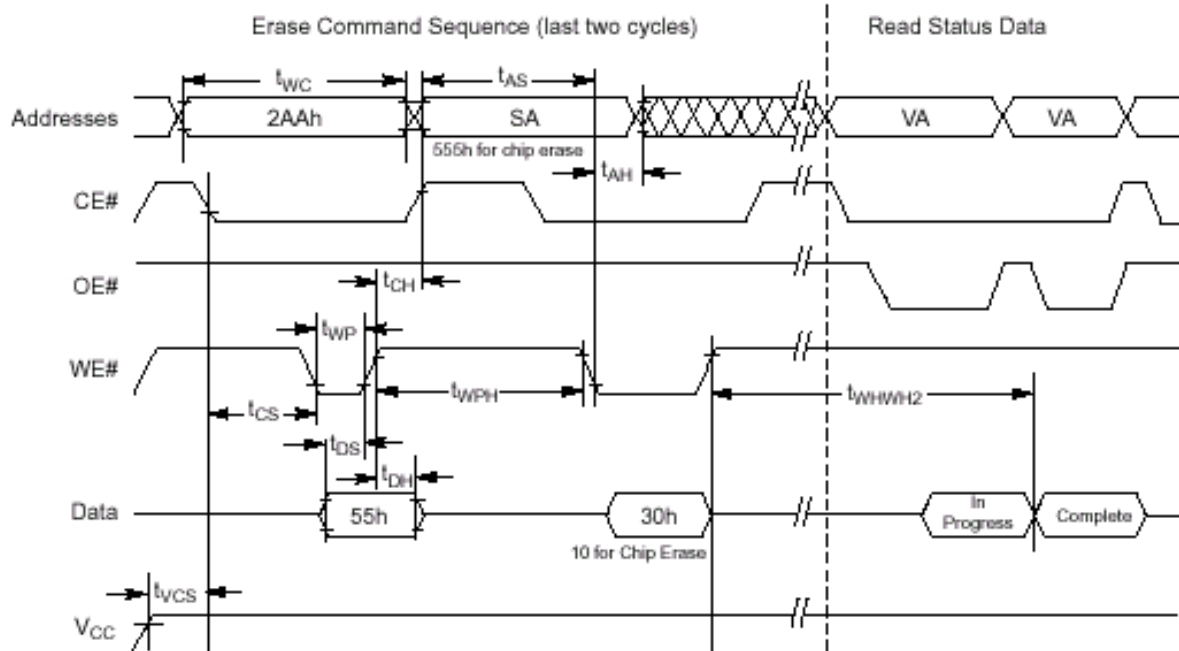 Erase Command Sequence (last two cycles) Read Status Data
tWC tAS
Addresses 2AAh SA VA VA
555h for chip erase
tAH
CE#
tCH
OE#
tWP
WE#
tWPH tWHWH2
tCS
tDS
tDH
Data 55h 30h In Progress Complete
10 for Chip Erase
tVCS
VCC